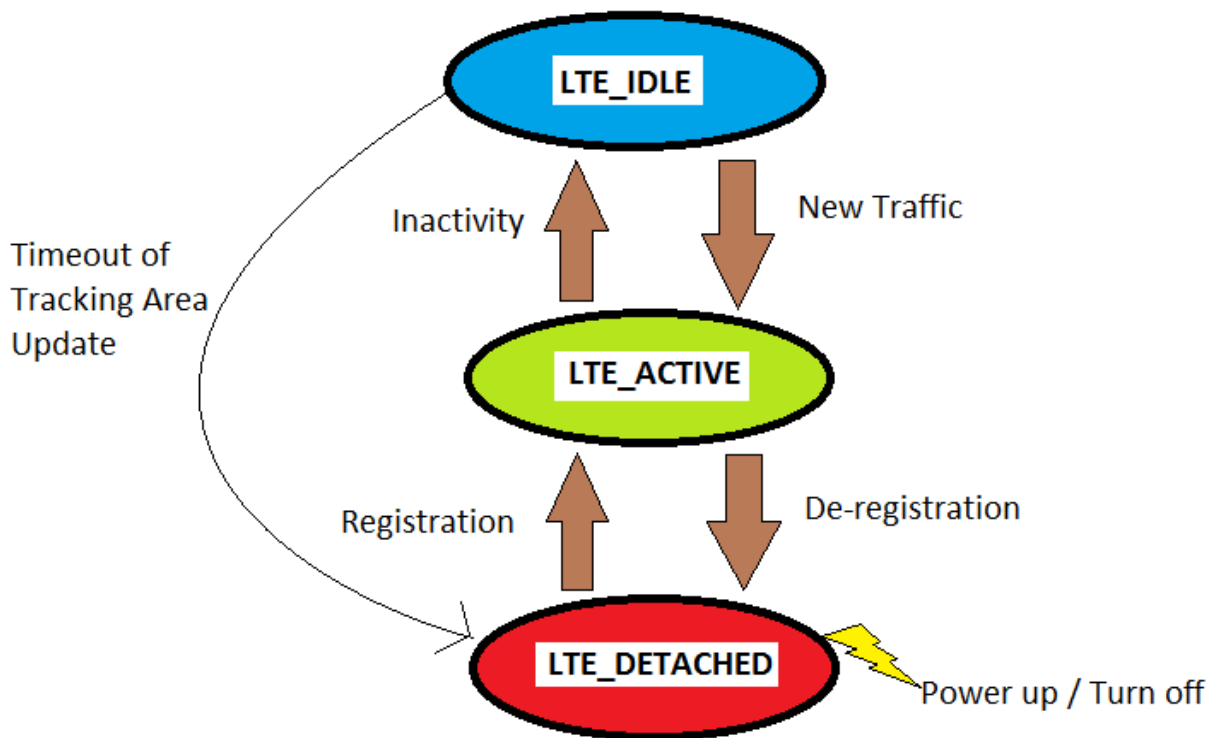 LTE_IDLE
Inactivity
New Traffic
Timeout of
Tracking Area
Update
LTE_ACTIVE
Registration
De-registration
LTE_DETACHED
Power up / Turn off